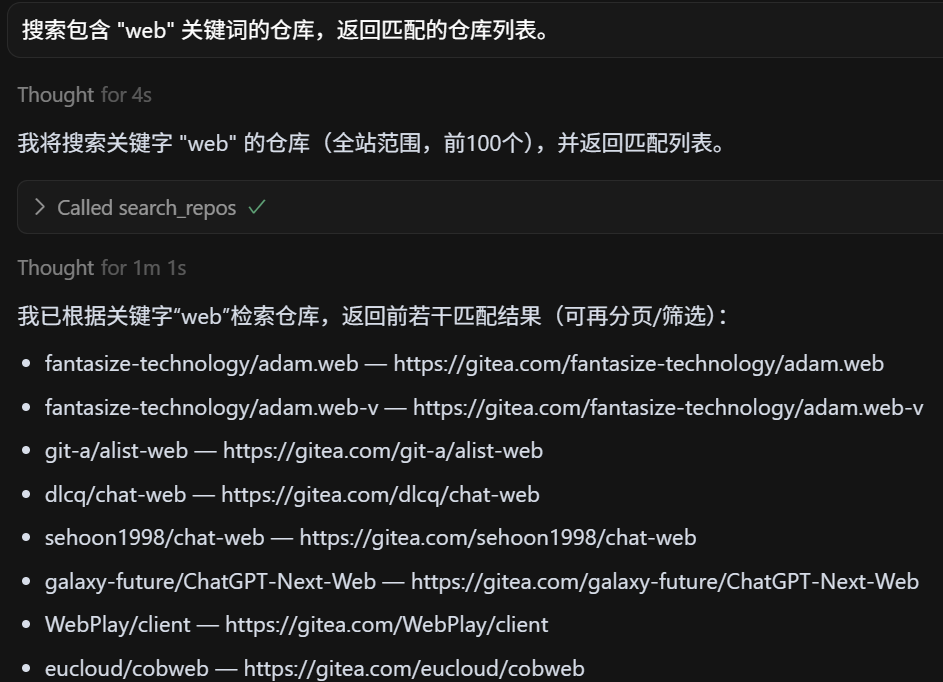 搜索包含 "web" 关键词的仓库，返回匹配的仓库列表。
Thought for 4s
我将搜索关键字 "web" 的仓库（全站范围，前100个），并返回匹配列表。
Called search_repos
Thought for 1m 1s
我已根据关键字“web”检索仓库，返回前若干匹配结果（可再分页/筛选）：
• fantasize-technology/adam.web — https://gitea.com/fantasize-technology/adam.web
• fantasize-technology/adam.web-v — https://gitea.com/fantasize-technology/adam.web-v
• git-a/alist-web — https://gitea.com/git-a/alist-web
• dlcq/chat-web — https://gitea.com/dlcq/chat-web
• sehoon1998/chat-web — https://gitea.com/sehoon1998/chat-web
• galaxy-future/ChatGPT-Next-Web — https://gitea.com/galaxy-future/ChatGPT-Next-Web
• WebPlay/client — https://gitea.com/WebPlay/client
• eucloud/cobweb — https://gitea.com/eucloud/cobweb